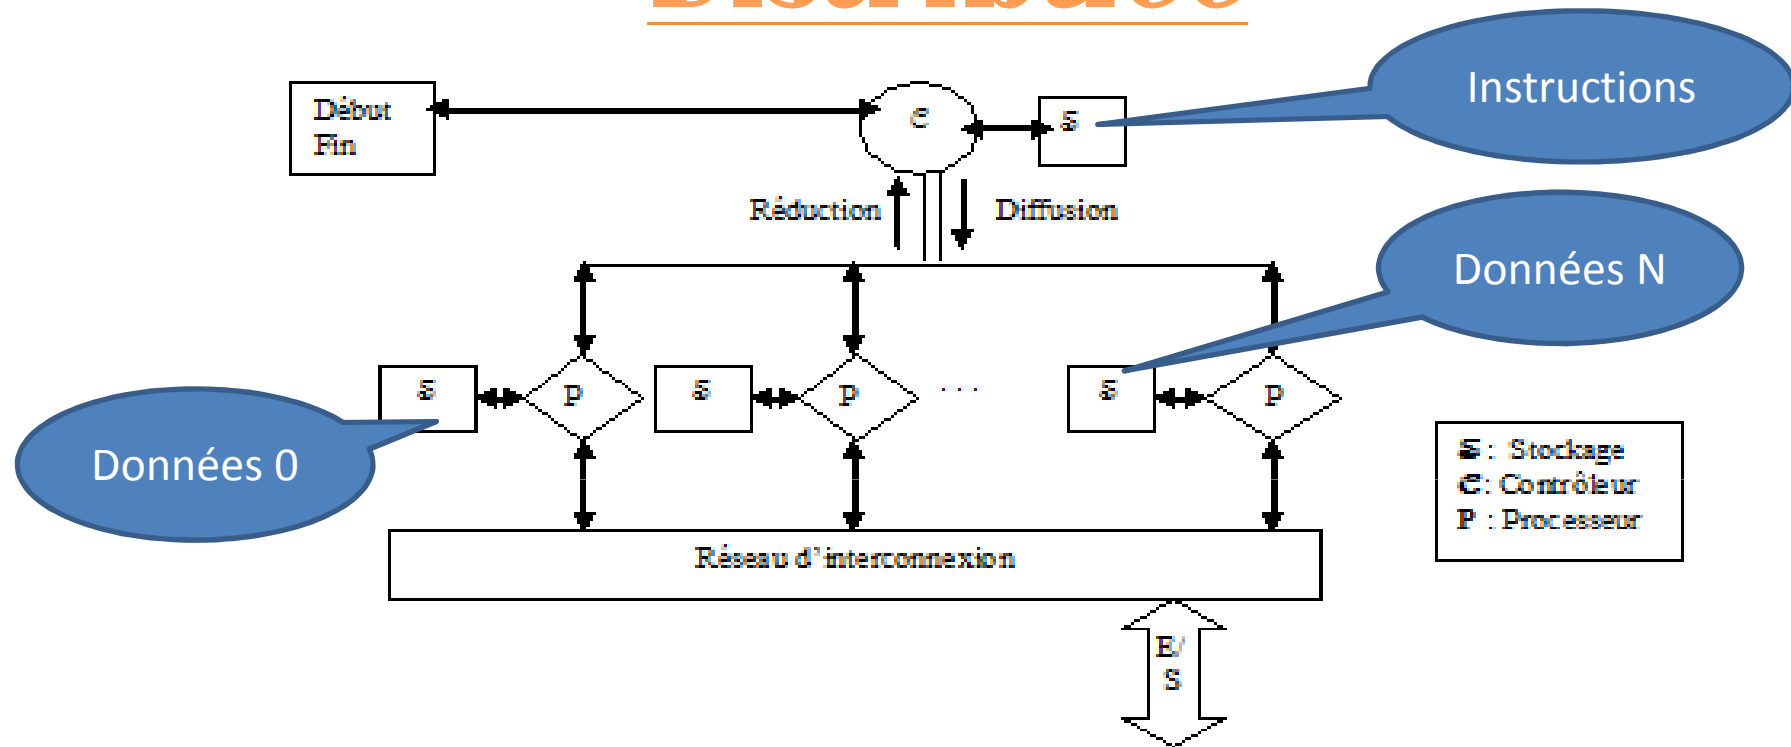 Instructions
Début
Fin
C
S
Réduction
Diffusion
Données N
S
P
S
P
...
S
P
Données 0
S : Stockage
C : Contrôleur
P : Processeur
Réseau d'interconnexion
E/
S